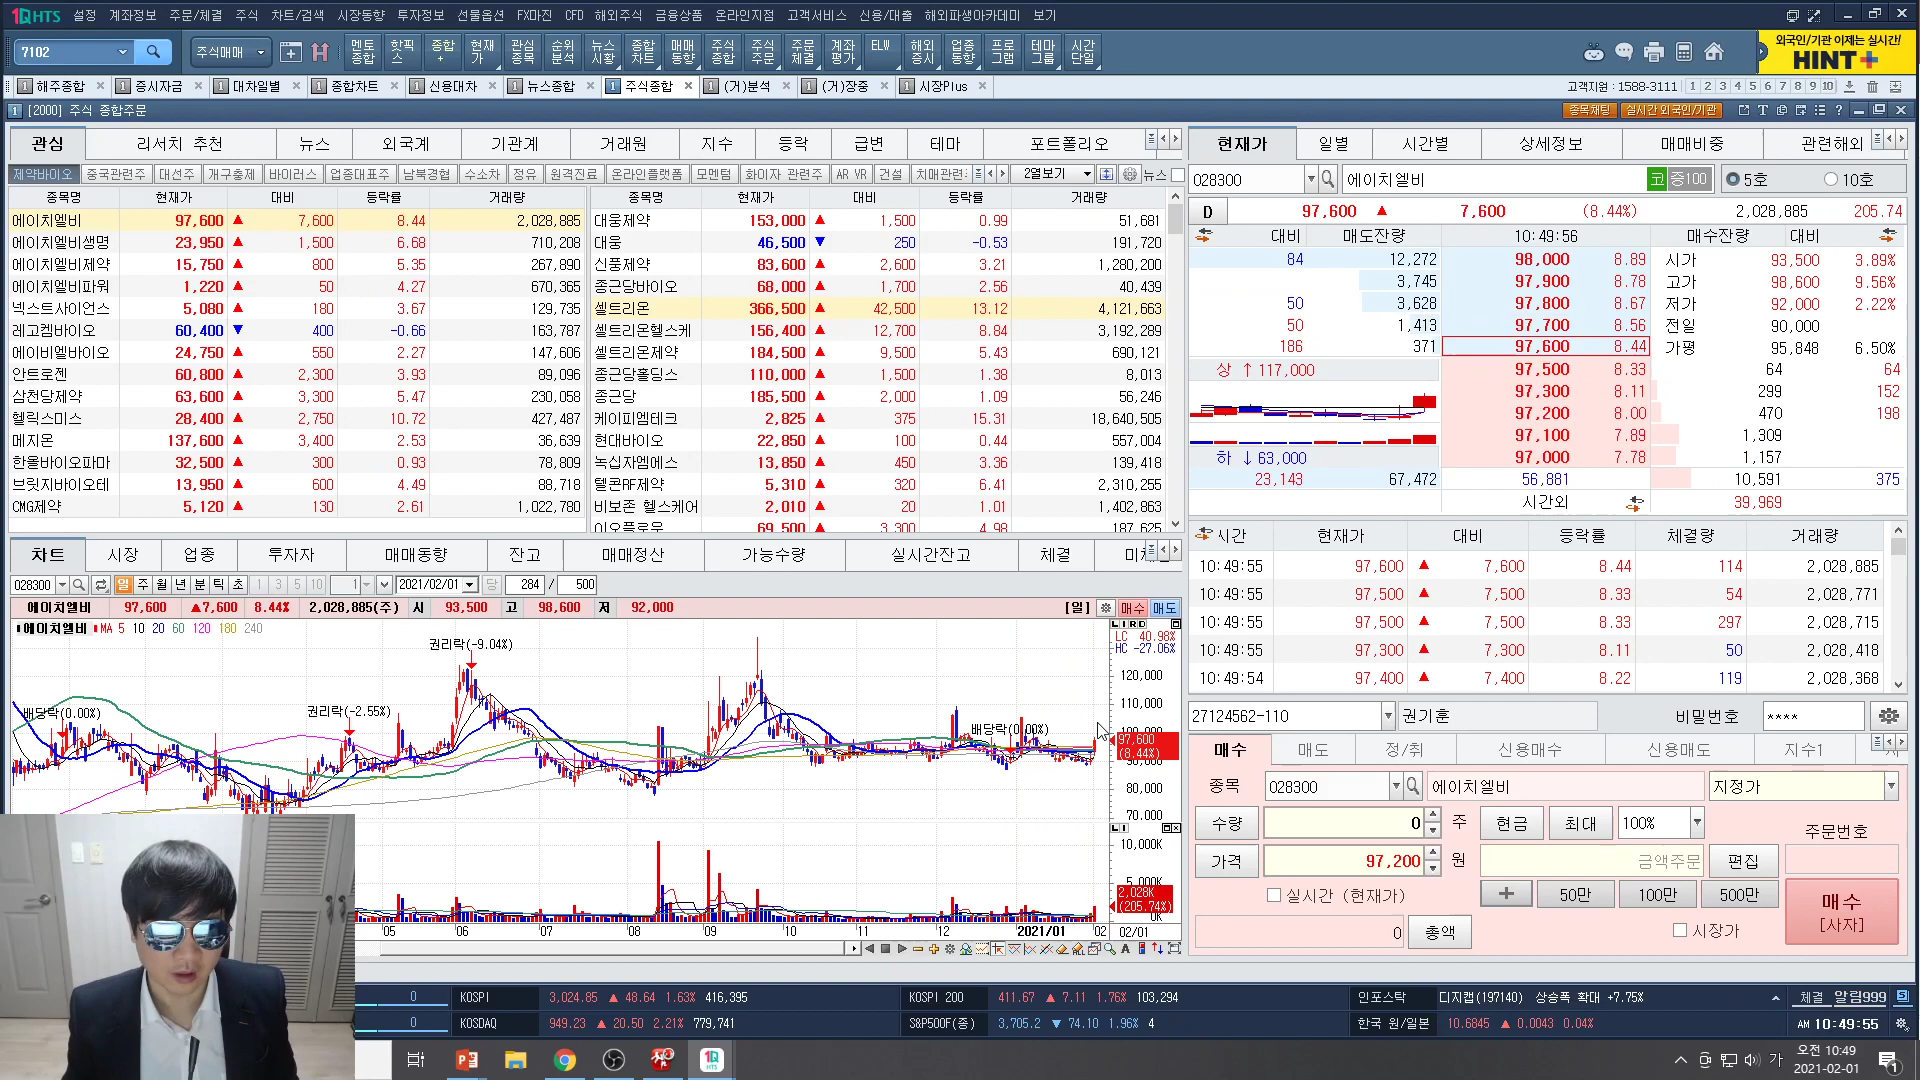 1Q HTS 설정 계좌정보 주문/체결 주식 차트/검색 시장동향 투자정보 선물옵션 FX마진 CFD 해외주식 금융상품 온라인지점 고객서비스 신용/대출 해외파생아카데미 보기
7102 주식매매 멘토종합 핫픽스 종합+ 현재가 관심종목 순위분석 뉴스시황 종합차트 매매동향 주식종합 주식주문 주문체결 계좌평가 ELW 해외증시 업종동향 프로그램 테마그룹 시간단일
외국인/기관 이제는 실시간!
HINT+
1 해주종합 1 증시자금 1 대차일별 1 종합차트 1 신용대차 1 뉴스종합 1 주식종합 1 (거)분석 1 (거)장중 1 시장Plus 고객지원 : 1588-3111 1 2 3 4 5 6 7 8 9 10
1 [2000] 주식 종합주문 종목채팅 실시간 외국인/기관
관심 리서치 추천 뉴스 외국계 기관계 거래원 지수 등락 급변 테마 포트폴리오
제약바이오 중국관련주 대선주 개구충제 바이러스 업종대표주 남북경협 수소차 정유 원격진료 온라인플랫폼 모멘텀 화이자 관련주 AR VR 건설 치매관련 2열보기 뉴스
종목명 현재가 대비 등락률 거래량 종목명 현재가 대비 등락률 거래량
에이치엘비 97,600 ▲ 7,600 8.44 2,028,885 대웅제약 153,000 ▲ 1,500 0.99 51,681
에이치엘비생명 23,950 ▲ 1,500 6.68 710,208 대웅 46,500 ▼ 250 -0.53 191,720
에이치엘비제약 15,750 ▲ 800 5.35 267,890 신풍제약 83,600 ▲ 2,600 3.21 1,280,200
에이치엘비파워 1,220 ▲ 50 4.27 670,365 종근당바이오 68,000 ▲ 1,700 2.56 40,439
넥스트사이언스 5,080 ▲ 180 3.67 129,735 셀트리온 366,500 ▲ 42,500 13.12 4,121,663
레고켐바이오 60,400 ▼ 400 -0.66 163,787 셀트리온헬스케 156,400 ▲ 12,700 8.84 3,192,289
에이비엘바이오 24,750 ▲ 550 2.27 147,606 셀트리온제약 184,500 ▲ 9,500 5.43 690,121
안트로젠 60,800 ▲ 2,300 3.93 89,096 종근당홀딩스 110,000 ▲ 1,500 1.38 8,013
삼천당제약 63,600 ▲ 3,300 5.47 230,058 종근당 185,500 ▲ 2,000 1.09 56,246
헬릭스미스 28,400 ▲ 2,750 10.72 427,487 케이피엠테크 2,825 ▲ 375 15.31 18,640,505
메지온 137,600 ▲ 3,400 2.53 36,639 현대바이오 22,850 ▲ 100 0.44 557,004
한올바이오파마 32,500 ▲ 300 0.93 78,809 녹십자엠에스 13,850 ▲ 450 3.36 139,418
브릿지바이오테 13,950 ▲ 600 4.49 88,718 텔콘RF제약 5,310 ▲ 320 6.41 2,310,255
CMG제약 5,120 ▲ 130 2.61 1,022,780 비보존 헬스케어 2,010 ▲ 20 1.01 1,402,863
이오플로우 69,500 ▲ 3,300 4.98 187,625
현재가 일별 시간별 상세정보 매매비중 관련해외
028300 에이치엘비 코 증100 5호 10호
D 97,600 ▲ 7,600 (8.44%) 2,028,885 205.74
대비 매도잔량 10:49:56 매수잔량 대비
84 12,272 98,000 8.89 시가 93,500 3.89%
3,745 97,900 8.78 고가 98,600 9.56%
50 3,628 97,800 8.67 저가 92,000 2.22%
50 1,413 97,700 8.56 전일 90,000
186 371 97,600 8.44 가평 95,848 6.50%
상 ↑ 117,000 97,500 8.33 64 64
97,300 8.11 299 152
97,200 8.00 470 198
97,100 7.89 1,309
하 ↓ 63,000 97,000 7.78 1,157
23,143 67,472 56,881 10,591 375
시간외 39,969
시간 현재가 대비 등락률 체결량 거래량
10:49:55 97,600 ▲ 7,600 8.44 114 2,028,885
10:49:55 97,500 ▲ 7,500 8.33 54 2,028,771
10:49:55 97,500 ▲ 7,500 8.33 297 2,028,715
10:49:55 97,300 ▲ 7,300 8.11 50 2,028,418
10:49:54 97,400 ▲ 7,400 8.22 119 2,028,368
차트 시장 업종 투자자 매매동향 잔고 매매정산 가능수량 실시간잔고 체결
028300 일 주 월 년 분 틱 초 1 3 5 10 1 2021/02/01 당 284 / 500
에이치엘비 97,600 ▲7,600 8.44% 2,028,885(주) 시 93,500 고 98,600 저 92,000 [일] 매수 매도
에이치엘비 MA 5 10 20 60 120 180 240
LC 40.98%
HC -27.06%
권리락(-9.04%)
권리락(-2.55%)
배당락(0.00%)
배당락(0.00%)
120,000
110,000
100,000
97,600
(8.44%)
90,000
80,000
70,000
10,000K
5,000K
2,028K
(205.74%)
0K
05 06 07 08 09 10 11 12 2021/01 02 02/01
27124562-110 권기훈 비밀번호 ****
매수 매도 정/취 신용매수 신용매도 지수1
종목 028300 에이치엘비 지정가
수량 0 주 현금 최대 100% 주문번호
가격 97,200 원 금액주문 편집
실시간 (현재가) + 50만 100만 500만 매수 [사자]
0 총액 시장가
0 KOSPI 3,024.85 ▲ 48.64 1.63% 416,395 KOSPI 200 411.67 ▲ 7.11 1.76% 103,294 인포스탁 디지캡(197140) 상승폭 확대 +7.75% 체결 알림999
0 KOSDAQ 949.23 ▲ 20.50 2.21% 779,741 S&P500F(종) 3,705.2 ▼ 74.10 1.96% 4 한국 원/일본 10.6845 ▲ 0.0043 0.04% AM 10:49:55
가 오전 10:49
2021-02-01